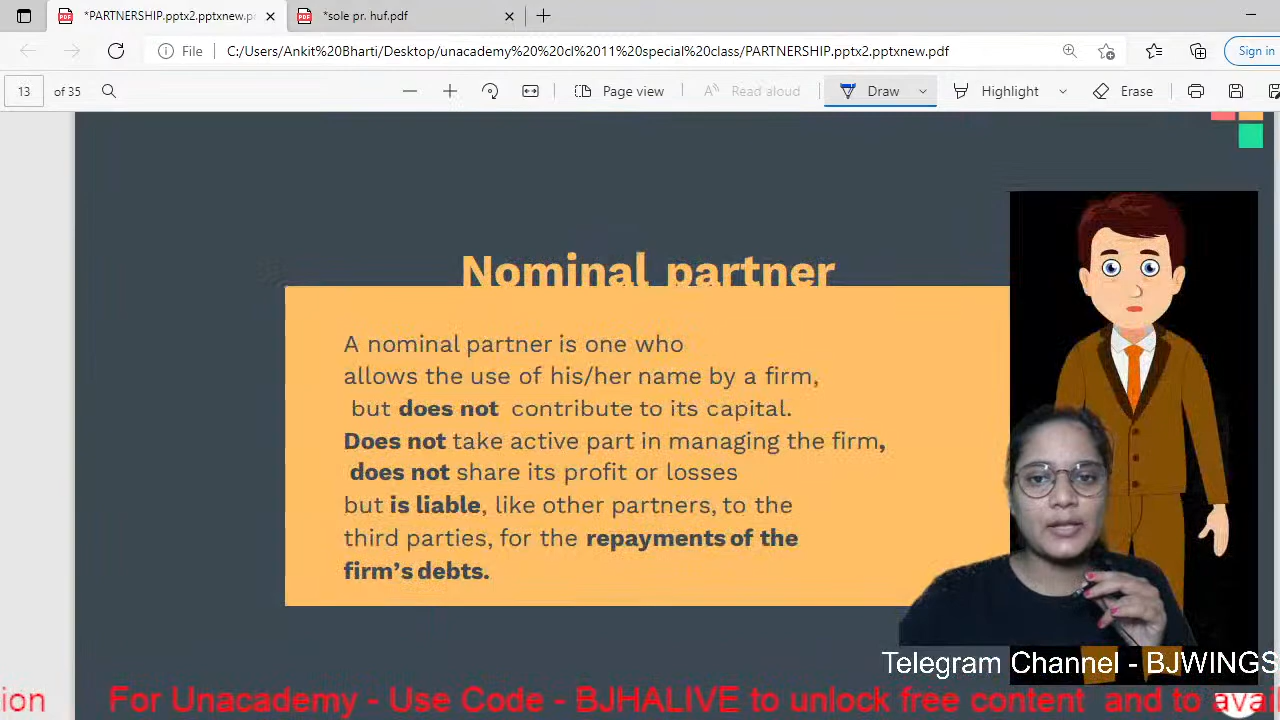 *PARTNERSHIP.pptx2.pptxnew.p
*sole pr. huf.pdf
File C:/Users/Ankit%20Bharti/Desktop/unacademy%20%20cl%2011%20special%20class/PARTNERSHIP.pptx2.pptxnew.pdf
Sign in
13 of 35
Page view
Read aloud
Draw
Highlight
Erase
Nominal partner
A nominal partner is one who
allows the use of his/her name by a firm,
but does not contribute to its capital.
Does not take active part in managing the firm,
does not share its profit or losses
but is liable, like other partners, to the
third parties, for the repayments of the
firm's debts.
Telegram Channel - BJWINGS
ion For Unacademy - Use Code - BJHALIVE to unlock free content and to avai